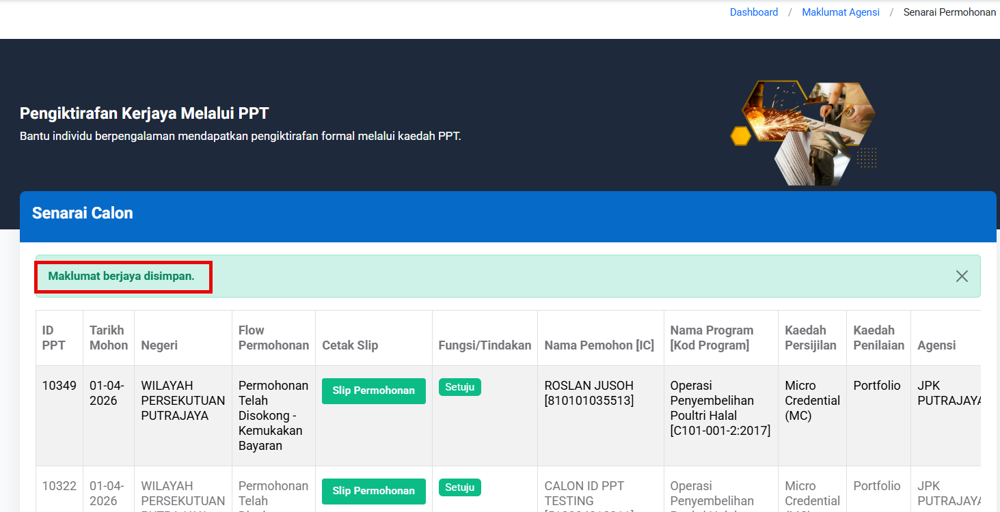 Dashboard / Maklumat Agensi / Senarai Permohonan
Pengiktirafan Kerjaya Melalui PPT
Bantu individu berpengalaman mendapatkan pengiktirafan formal melalui kaedah PPT.
Senarai Calon
Maklumat berjaya disimpan.
ID PPT
Tarikh Mohon
Negeri
Flow Permohonan
Cetak Slip
Fungsi/Tindakan
Nama Pemohon [IC]
Nama Program [Kod Program]
Kaedah Persijilan
Kaedah Penilaian
Agensi
10349
01-04-2026
WILAYAH PERSEKUTUAN PUTRAJAYA
Permohonan Telah Disokong - Kemukakan Bayaran
Slip Permohonan
Setuju
ROSLAN JUSOH [810101035513]
Operasi Penyembelihan Poultri Halal [C101-001-2:2017]
Micro Credential (MC)
Portfolio
JPK PUTRAJAYA
10322
01-04-2026
WILAYAH PERSEKUTUAN
Permohonan Telah
Slip Permohonan
Setuju
CALON ID PPT TESTING
Operasi Penyembelihan
Micro Credential
Portfolio
JPK PUTRAJAYA